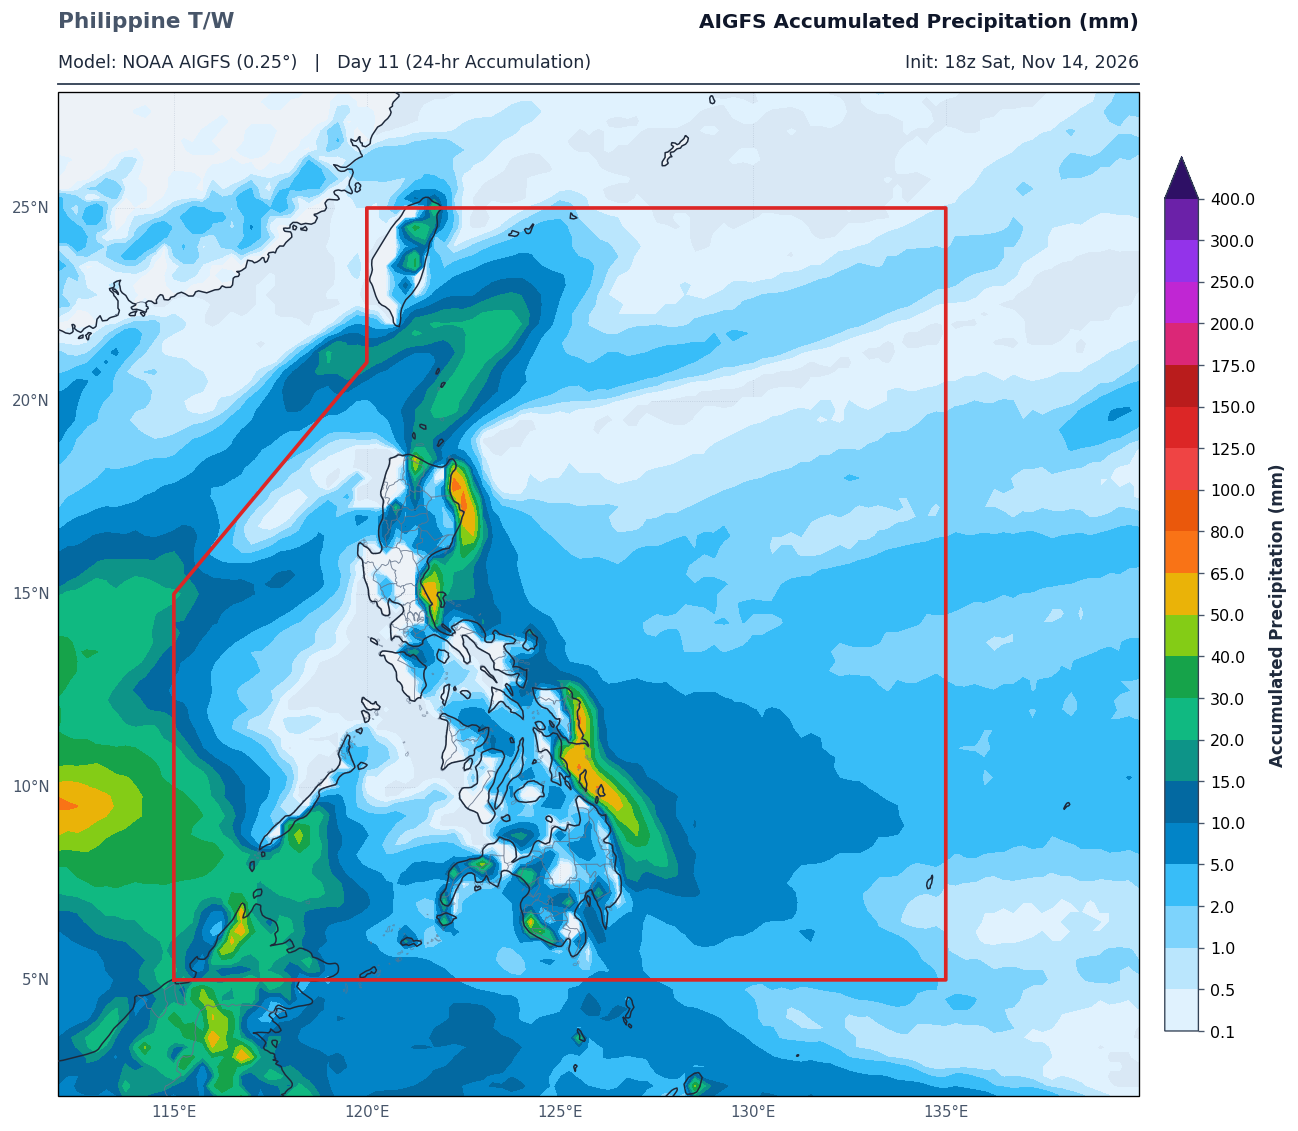 Philippine T/W
AIGFS Accumulated Precipitation (mm)
Model: NOAA AIGFS (0.25°) | Day 11 (24-hr Accumulation)
Init: 18z Sat, Nov 14, 2026
25°N
20°N
15°N
10°N
5°N
115°E
120°E
125°E
130°E
135°E
400.0
300.0
250.0
200.0
175.0
150.0
125.0
100.0
80.0
65.0
50.0
40.0
30.0
20.0
15.0
10.0
5.0
2.0
1.0
0.5
0.1
Accumulated Precipitation (mm)